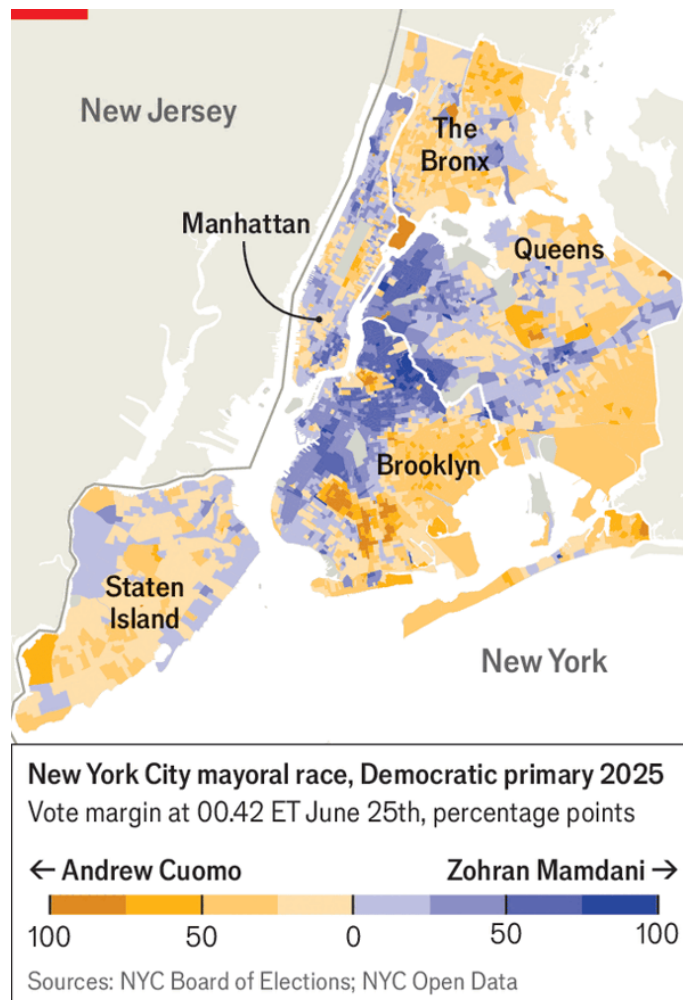 New Jersey
The
Bronx
Manhattan
Queens
Brooklyn
Staten
Island
New York
New York City mayoral race, Democratic primary 2025
Vote margin at 00.42 ET June 25th, percentage points
← Andrew Cuomo Zohran Mamdani →
100 50 0 50 100
Sources: NYC Board of Elections; NYC Open Data